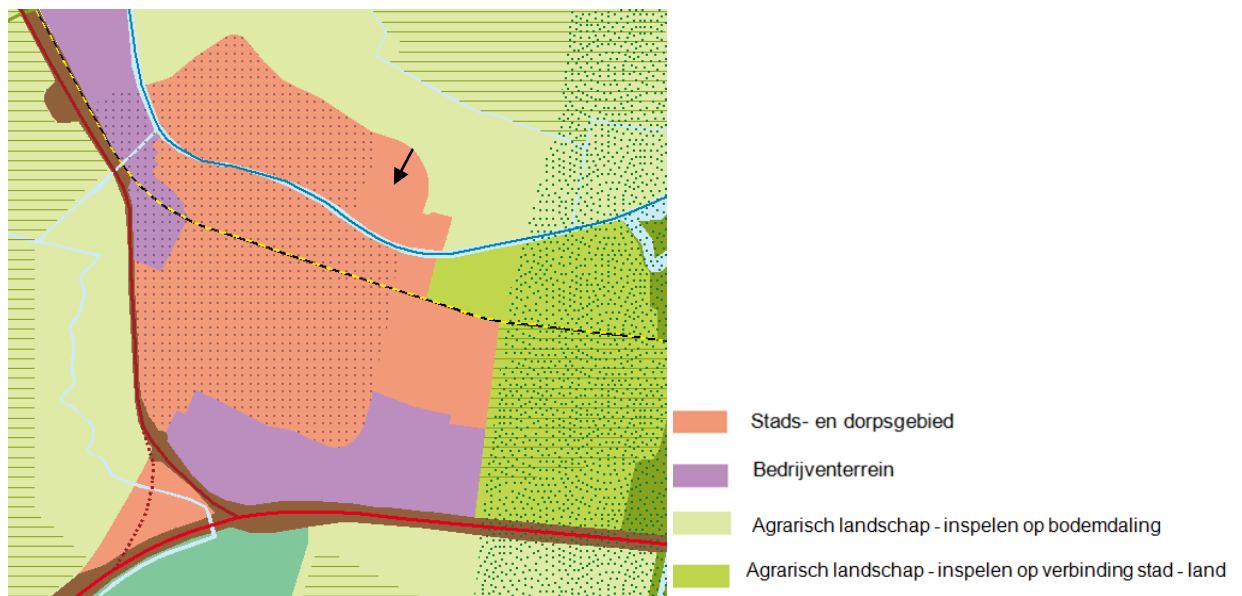 Stads- en dorpsgebied
Bedrijventerrein
Agrarisch landschap - inspelen op bodemdaling
Agrarisch landschap - inspelen op verbinding stad - land